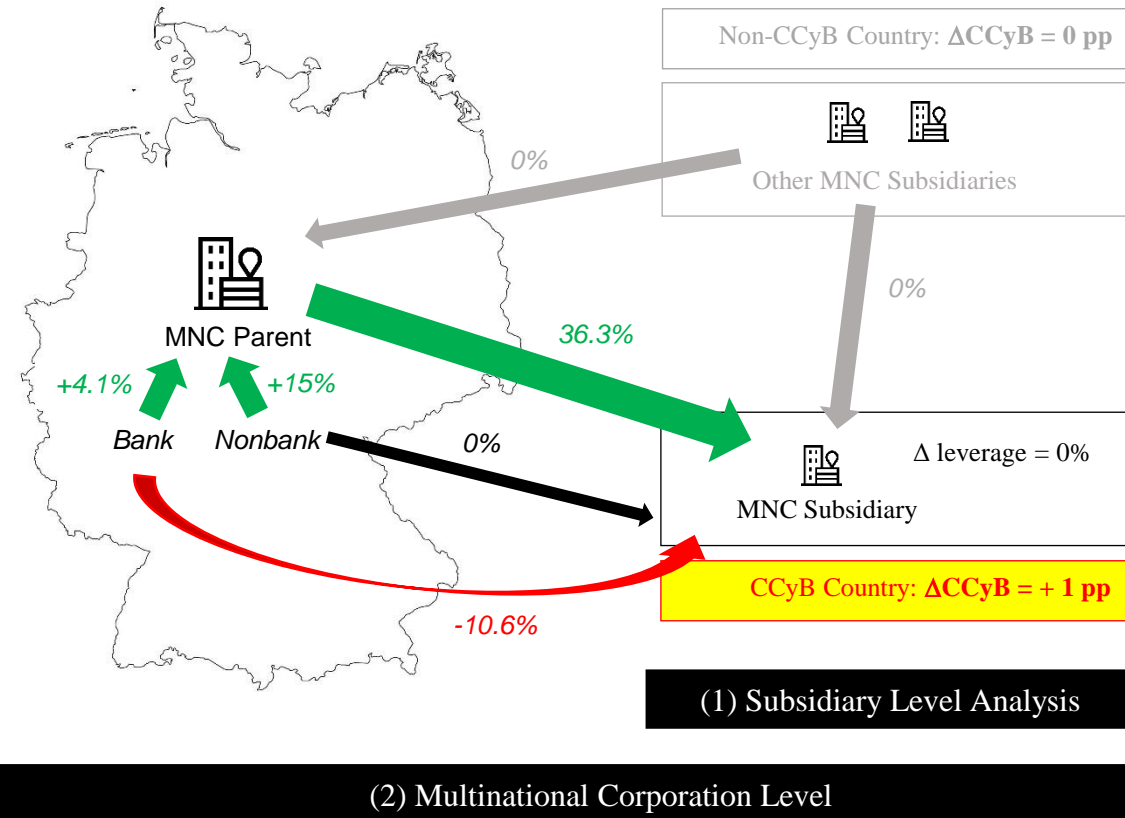 Non-CCyB Country: ΔCCyB = 0 pp
Other MNC Subsidiaries
0%
0%
MNC Parent
36.3%
+4.1%
+15%
Bank
Nonbank
0%
Δ leverage = 0%
MNC Subsidiary
CCyB Country: ΔCCyB = + 1 pp
-10.6%
(1) Subsidiary Level Analysis
(2) Multinational Corporation Level